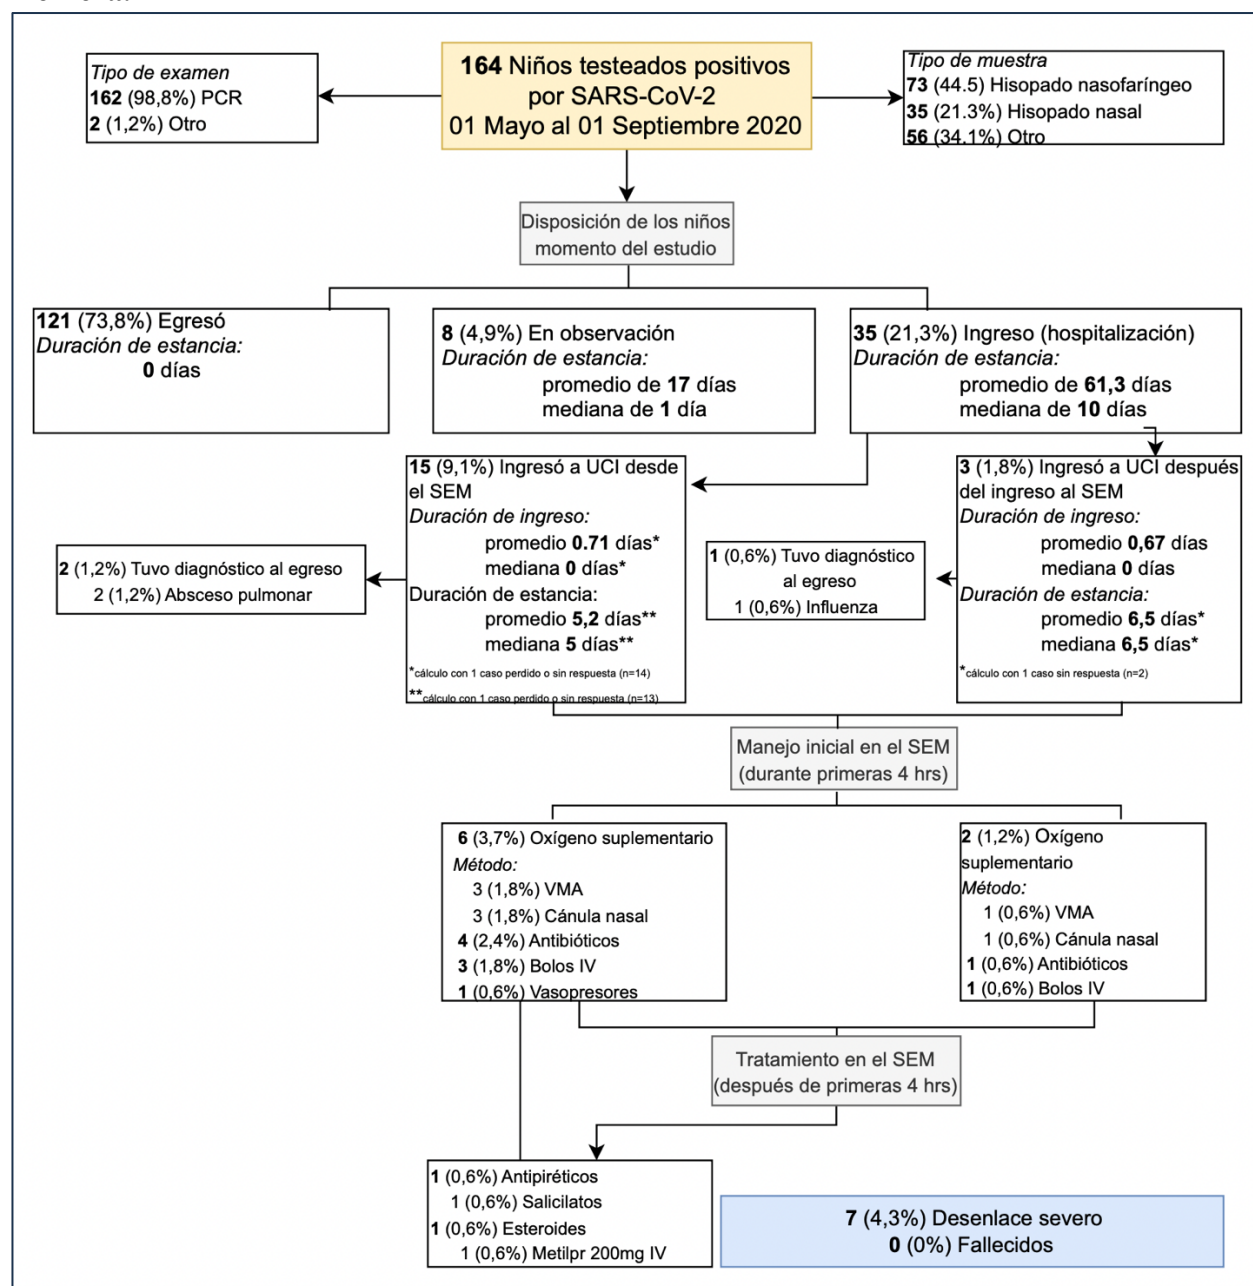 164 Niños testeados positivos
por SARS-CoV-2
01 Mayo al 01 Septiembre 2020
Tipo de examen
162 (98,8%) PCR
2 (1,2%) Otro
Tipo de muestra
73 (44.5) Hisopado nasofaríngeo
35 (21.3%) Hisopado nasal
56 (34.1%) Otro
Disposición de los niños
momento del estudio
121 (73,8%) Egresó
Duración de estancia:
0 días
8 (4,9%) En observación
Duración de estancia:
promedio de 17 días
mediana de 1 día
35 (21,3%) Ingreso (hospitalización)
Duración de estancia:
promedio de 61,3 días
mediana de 10 días
15 (9,1%) Ingresó a UCI desde
el SEM
Duración de ingreso:
promedio 0.71 días*
mediana 0 días*
Duración de estancia:
promedio 5,2 días**
mediana 5 días**
*cálculo con 1 caso perdido o sin respuesta (n=14)
**cálculo con 1 caso perdido o sin respuesta (n=13)
2 (1,2%) Tuvo diagnóstico al egreso
2 (1,2%) Absceso pulmonar
3 (1,8%) Ingresó a UCI después
del ingreso al SEM
Duración de ingreso:
promedio 0,67 días
mediana 0 días
Duración de estancia:
promedio 6,5 días*
mediana 6,5 días*
*cálculo con 1 caso sin respuesta (n=2)
1 (0,6%) Tuvo diagnóstico
al egreso
1 (0,6%) Influenza
Manejo inicial en el SEM
(durante primeras 4 hrs)
6 (3,7%) Oxígeno suplementario
Método:
3 (1,8%) VMA
3 (1,8%) Cánula nasal
4 (2,4%) Antibióticos
3 (1,8%) Bolos IV
1 (0,6%) Vasopresores
2 (1,2%) Oxígeno
suplementario
Método:
1 (0,6%) VMA
1 (0,6%) Cánula nasal
1 (0,6%) Antibióticos
1 (0,6%) Bolos IV
Tratamiento en el SEM
(después de primeras 4 hrs)
1 (0,6%) Antipiréticos
1 (0,6%) Salicilatos
1 (0,6%) Esteroides
1 (0,6%) Metilpr 200mg IV
7 (4,3%) Desenlace severo
0 (0%) Fallecidos